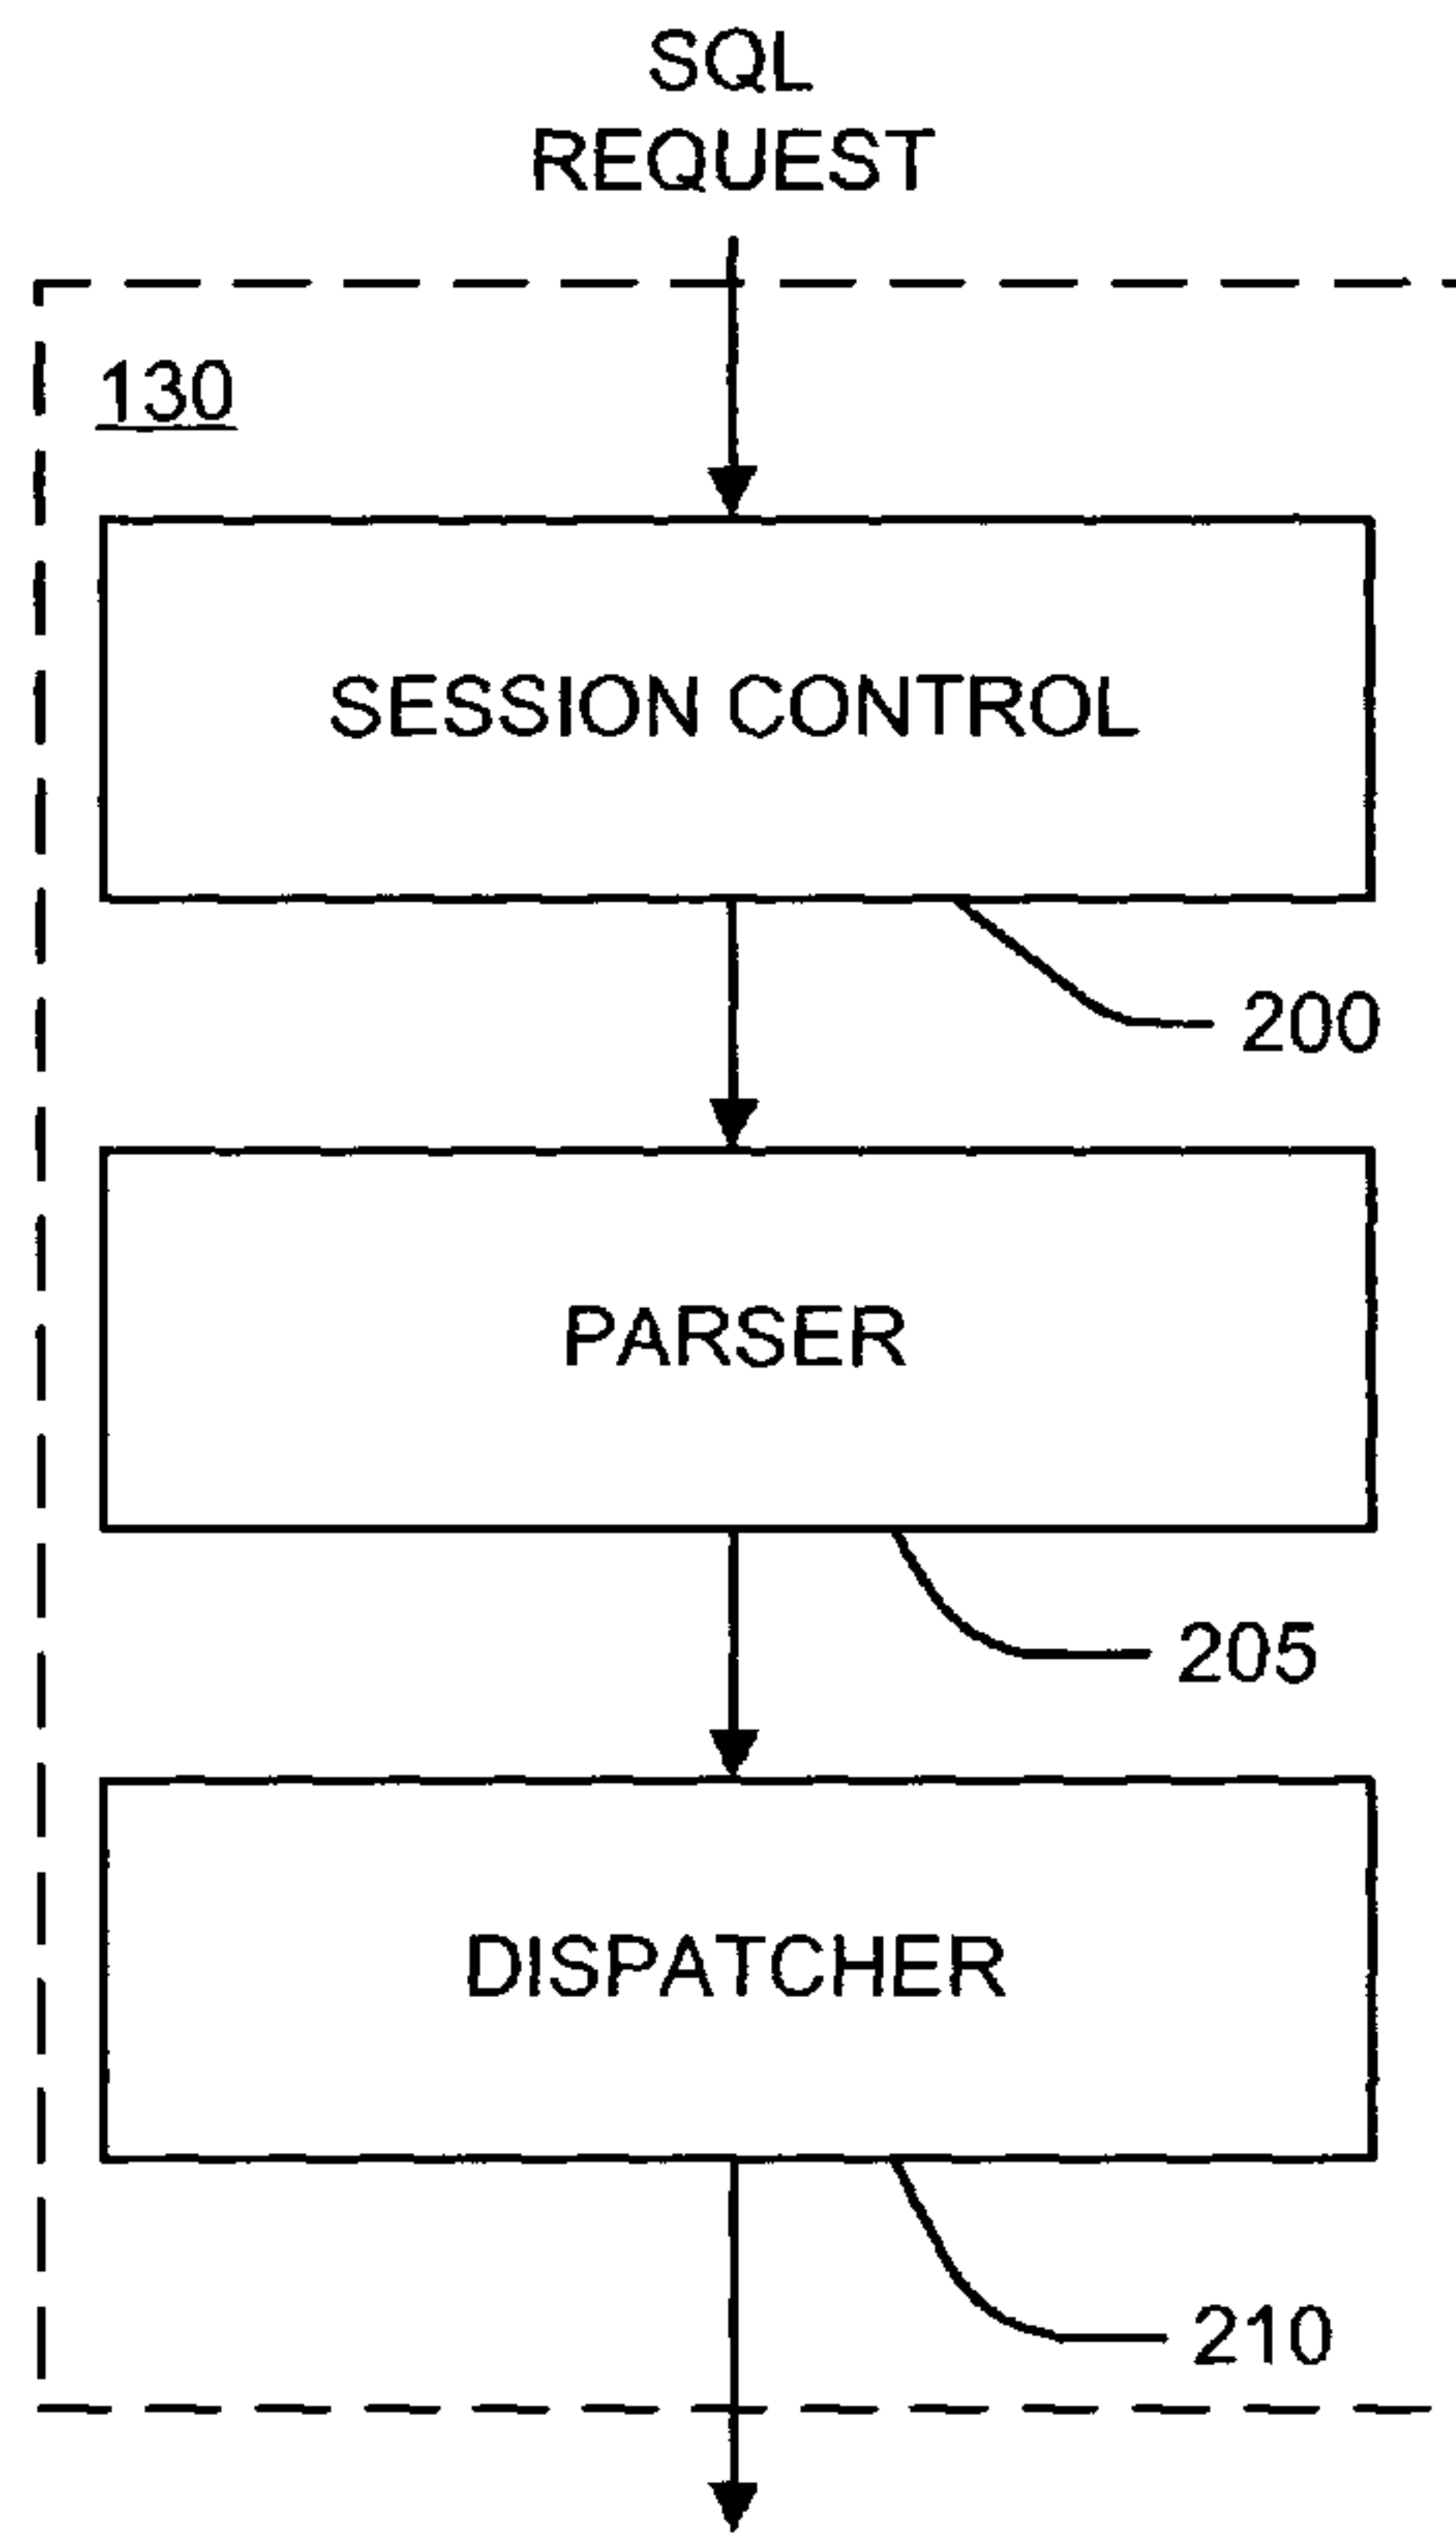 SQL
REQUEST
130
SESSION CONTROL
200
PARSER
205
DISPATCHER
210